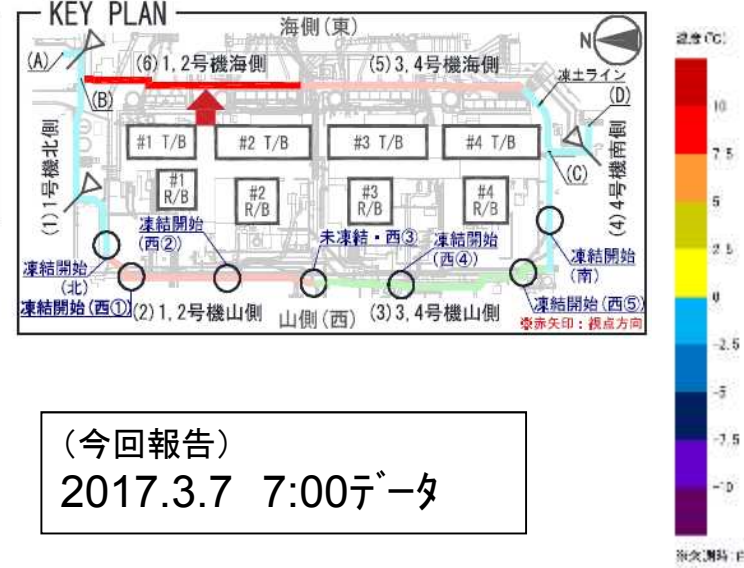 KEY PLAN
海側(東)
N
(A)
(6)1,2号機海側
(5)3,4号機海側
凍土ライン
(B)
(D)
#1 T/B
#2 T/B
#3 T/B
#4 T/B
(1)1号機北側
(C)
(4)4号機南側
#1
R/B
#2
R/B
#3
R/B
#4
R/B
凍結開始
(西②)
未凍結・西③
凍結開始
(西④)
凍結開始
(北)
凍結開始
(南)
凍結開始(西①)
凍結開始(西⑤)
(2)1,2号機山側
山側(西)
(3)3,4号機山側
※赤矢印:視点方向
(今回報告)
2017.3.7 7:00データ
温度(℃)
10
7.5
5
2.5
0
-2.5
-5
-7.5
-10